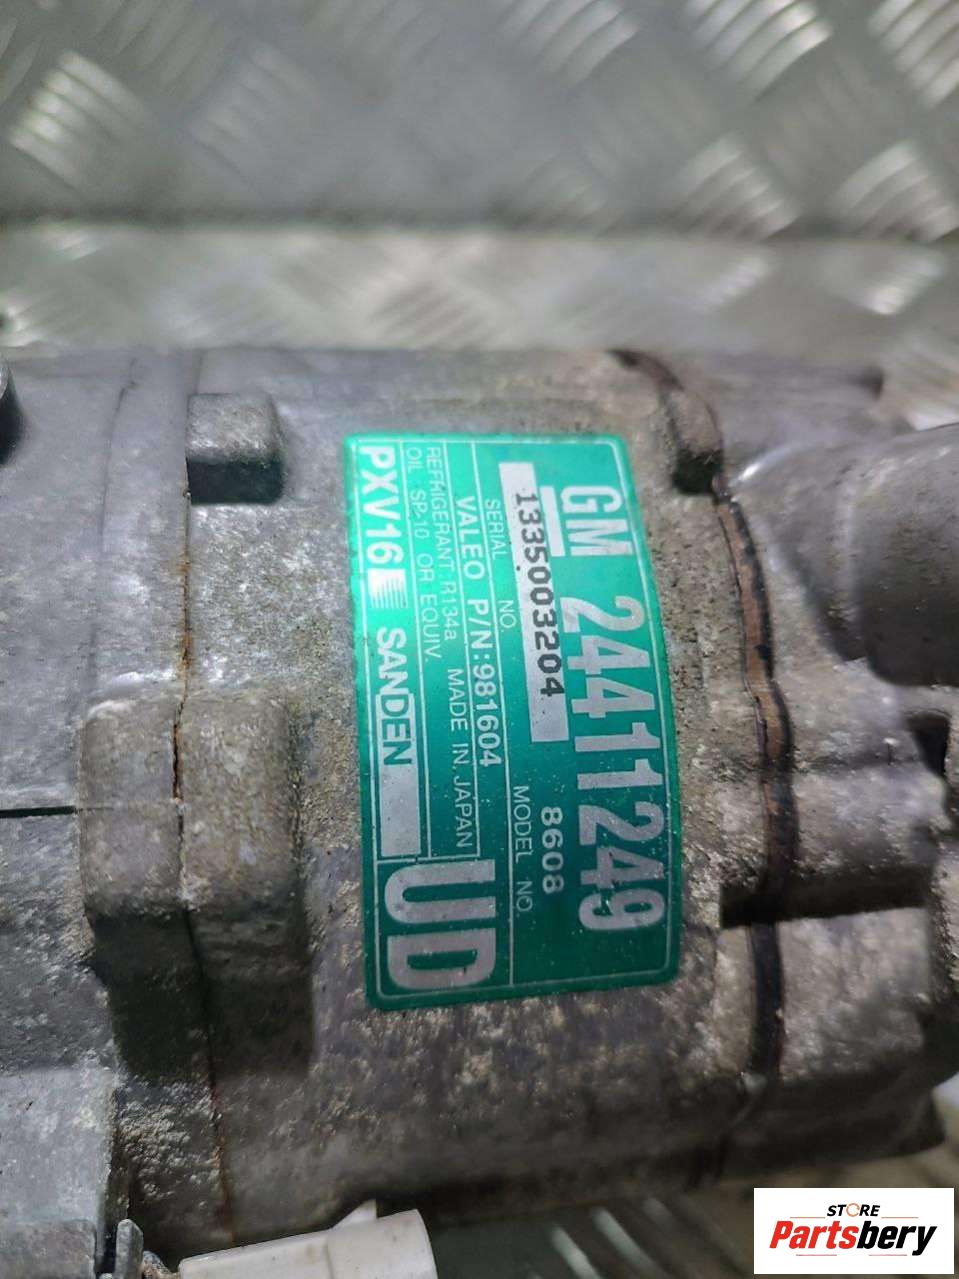 GM 24411249
1335003204 8608
SERIAL NO. MODEL NO.
VALEO P/N:981604
REFRIGERANT R134a, MADE IN JAPAN
OIL SP-10 OR EQUIV.
UD
PXV16 SANDEN
STORE
Partsbery